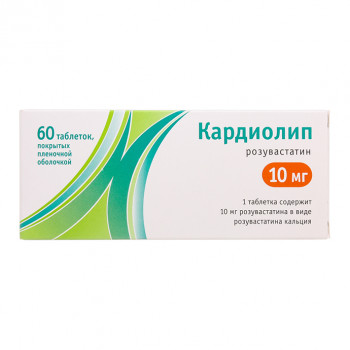 60 таблеток,
покрытых
пленочной
оболочкой
Кардиолип
розувастатин
10 мг
1 таблетка содержит
10 мг розувастатина в виде
розувастатина кальция